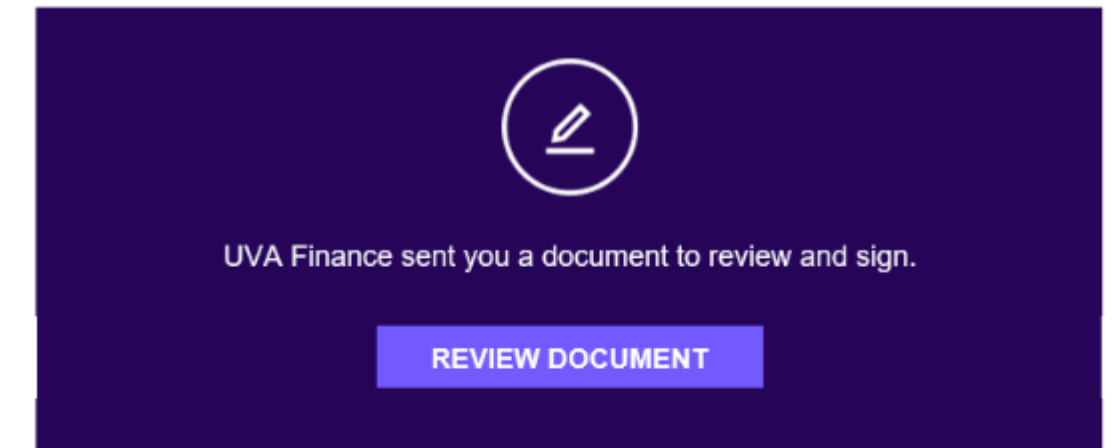 UVA Finance sent you a document to review and sign.
REVIEW DOCUMENT